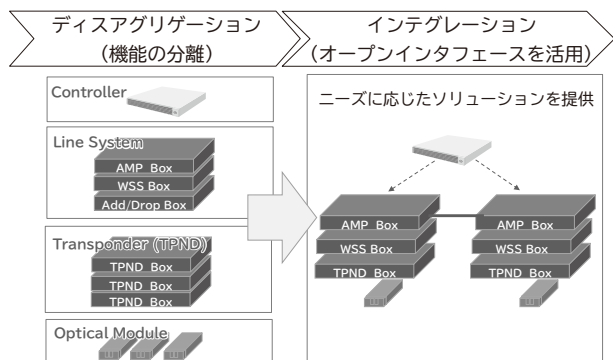 ディスアグリゲーション
（機能の分離）
インテグレーション
（オープンインタフェースを活用）
Controller
Line System
AMP Box
WSS Box
Add/Drop Box
Transponder (TPND)
TPND Box
TPND Box
TPND Box
Optical Module
ニーズに応じたソリューションを提供
AMP Box
WSS Box
TPND Box
AMP Box
WSS Box
TPND Box